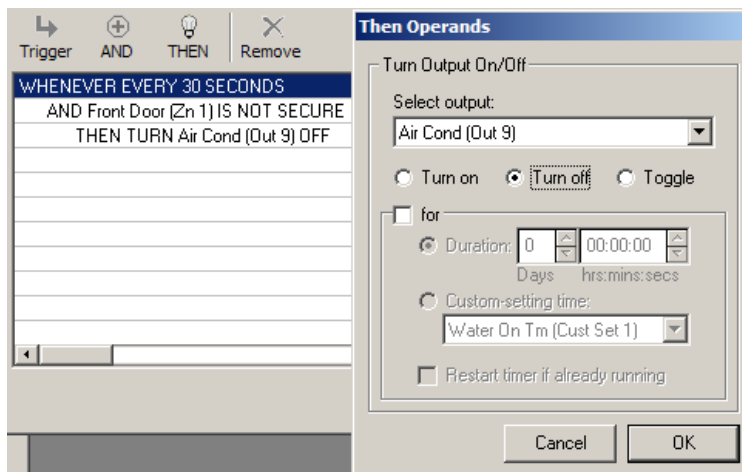 Trigger AND THEN Remove
WHENEVER EVERY 30 SECONDS
AND Front Door (Zn 1) IS NOT SECURE
THEN TURN Air Cond (Out 9) OFF
Then Operands
Turn Output On/Off
Select output:
Air Cond (Out 9)
Turn on Turn off Toggle
for
Duration: 0 00:00:00
Days hrs:mins:secs
Custom-setting time:
Water On Tm (Cust Set 1)
Restart timer if already running
Cancel OK